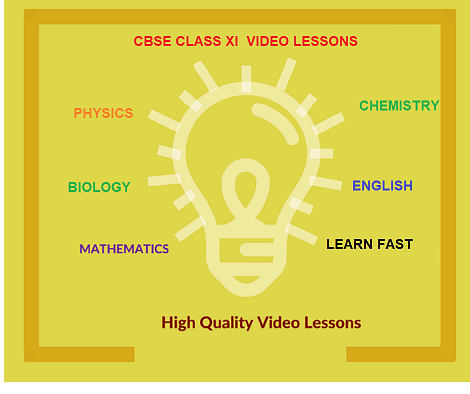 CBSE CLASS XI VIDEO LESSONS
PHYSICS
CHEMISTRY
BIOLOGY
ENGLISH
MATHEMATICS
LEARN FAST
High Quality Video Lessons